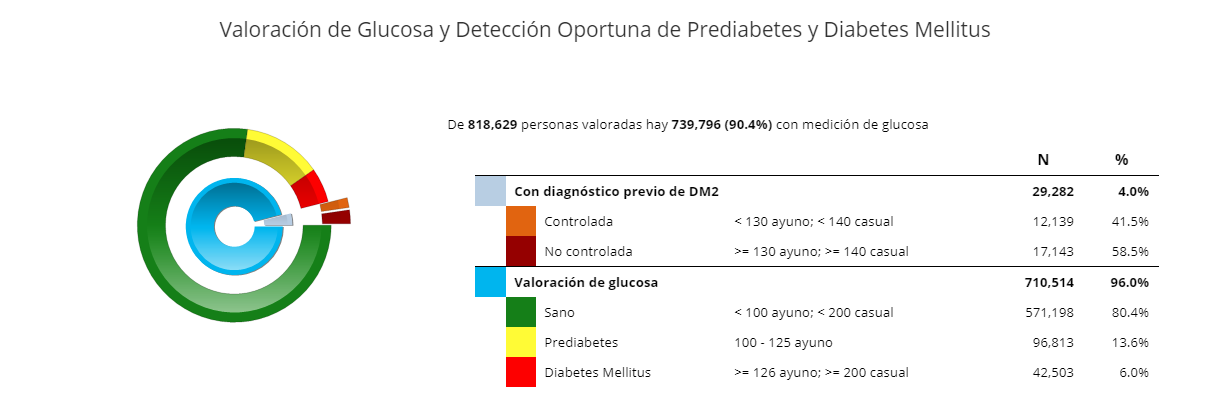 Valoración de Glucosa y Detección Oportuna de Prediabetes y Diabetes Mellitus
De 818,629 personas valoradas hay 739,796 (90.4%) con medición de glucosa
N %
Con diagnóstico previo de DM2 29,282 4.0%
Controlada < 130 ayuno; < 140 casual 12,139 41.5%
No controlada >= 130 ayuno; >= 140 casual 17,143 58.5%
Valoración de glucosa 710,514 96.0%
Sano < 100 ayuno; < 200 casual 571,198 80.4%
Prediabetes 100 - 125 ayuno 96,813 13.6%
Diabetes Mellitus >= 126 ayuno; >= 200 casual 42,503 6.0%